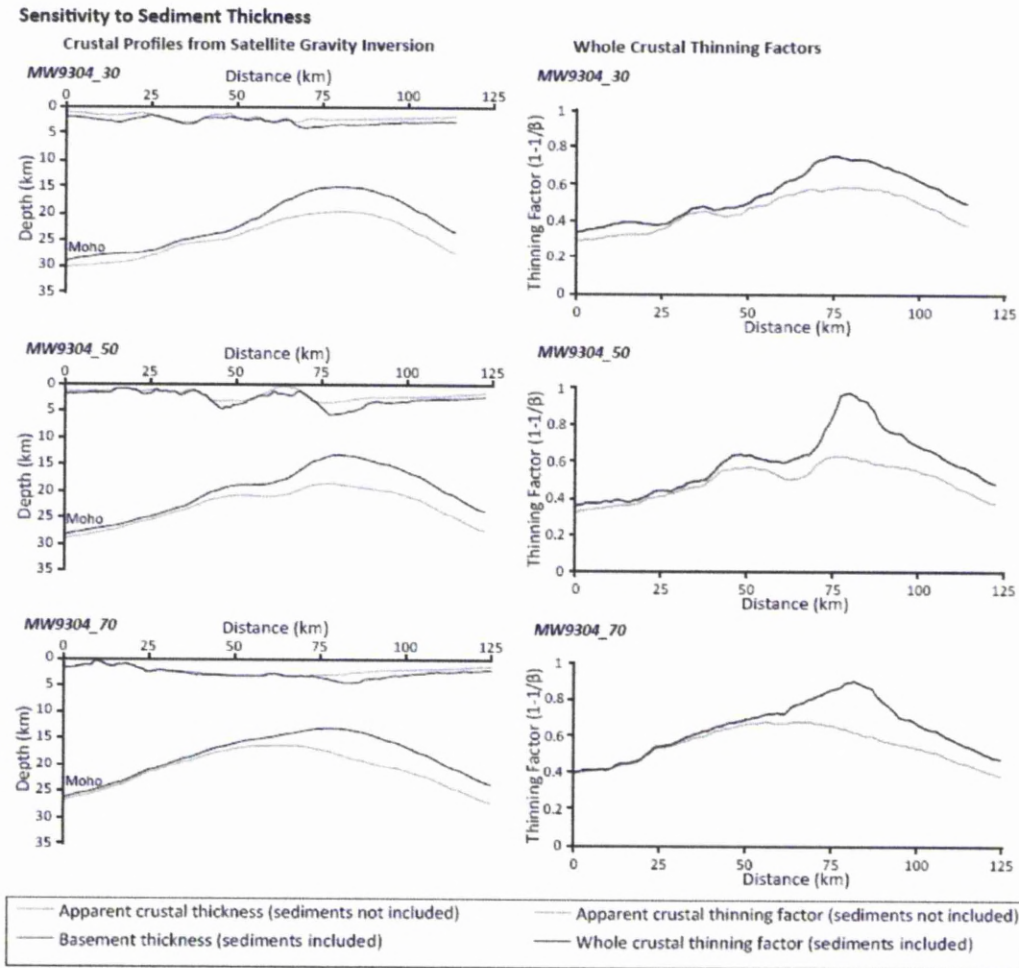 Sensitivity to Sediment Thickness
Crustal Profiles from Satellite Gravity Inversion
Whole Crustal Thinning Factors
MW9304_30
Distance (km)
0 25 50 75 100 125
0
5
10
15
20
25
30
35
Depth (km)
Moho
MW9304_30
1
0.8
0.6
0.4
0.2
0
Thinning Factor (1-1/β)
0 25 50 75 100 125
Distance (km)
MW9304_50
Distance (km)
0 25 50 75 100 125
0
5
10
15
20
25
30
35
Depth (km)
Moho
MW9304_50
1
0.8
0.6
0.4
0.2
0
Thinning Factor (1-1/β)
0 25 50 75 100 125
Distance (km)
MW9304_70
Distance (km)
0 25 50 75 100 125
0
5
10
15
20
25
30
35
Depth (km)
Moho
MW9304_70
1
0.8
0.6
0.4
0.2
0
Thinning Factor (1-1/β)
0 25 50 75 100 125
Distance (km)
Apparent crustal thickness (sediments not included)
Basement thickness (sediments included)
Apparent crustal thinning factor (sediments not included)
Whole crustal thinning factor (sediments included)